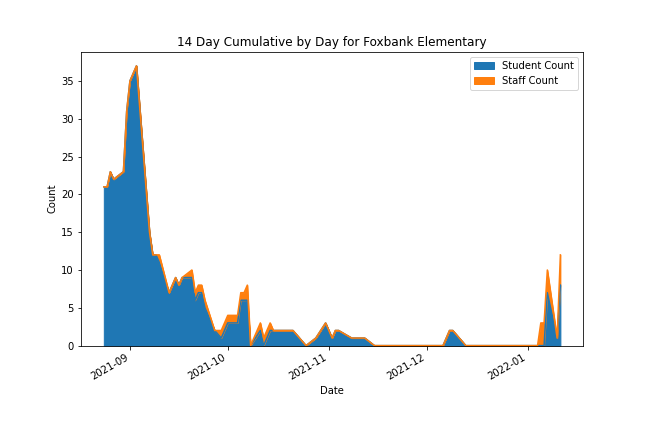 14 Day Cumulative by Day for Foxbank Elementary
Student Count
Staff Count
35
30
25
20
15
10
5
0
Count
2021-09
2021-10
2021-11
2021-12
2022-01
Date